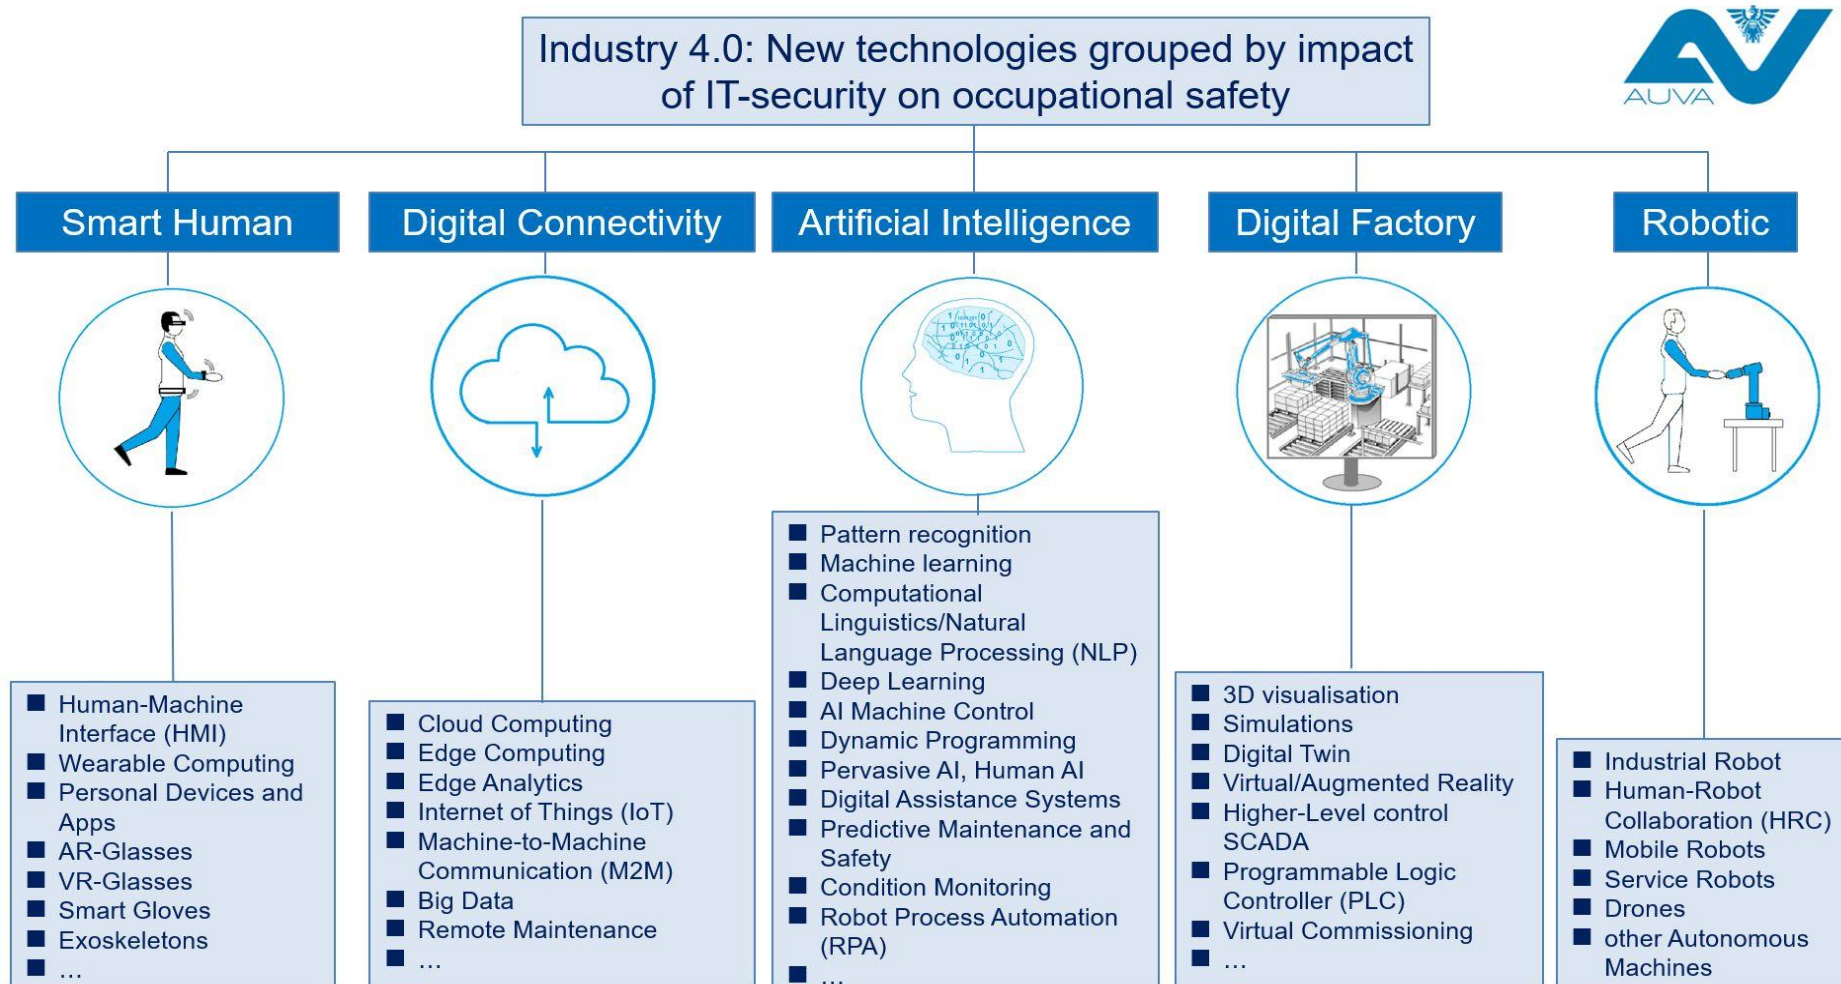 Industry 4.0: New technologies grouped by impact
of IT-security on occupational safety
AUVA
Smart Human
Human-Machine
Interface (HMI)
Wearable Computing
Personal Devices and
Apps
AR-Glasses
VR-Glasses
Smart Gloves
Exoskeletons
…
Digital Connectivity
Cloud Computing
Edge Computing
Edge Analytics
Internet of Things (IoT)
Machine-to-Machine
Communication (M2M)
Big Data
Remote Maintenance
…
Artificial Intelligence
Pattern recognition
Machine learning
Computational
Linguistics/Natural
Language Processing (NLP)
Deep Learning
AI Machine Control
Dynamic Programming
Pervasive AI, Human AI
Digital Assistance Systems
Predictive Maintenance and
Safety
Condition Monitoring
Robot Process Automation
(RPA)
…
Digital Factory
3D visualisation
Simulations
Digital Twin
Virtual/Augmented Reality
Higher-Level control
SCADA
Programmable Logic
Controller (PLC)
Virtual Commissioning
…
Robotic
Industrial Robot
Human-Robot
Collaboration (HRC)
Mobile Robots
Service Robots
Drones
other Autonomous
Machines